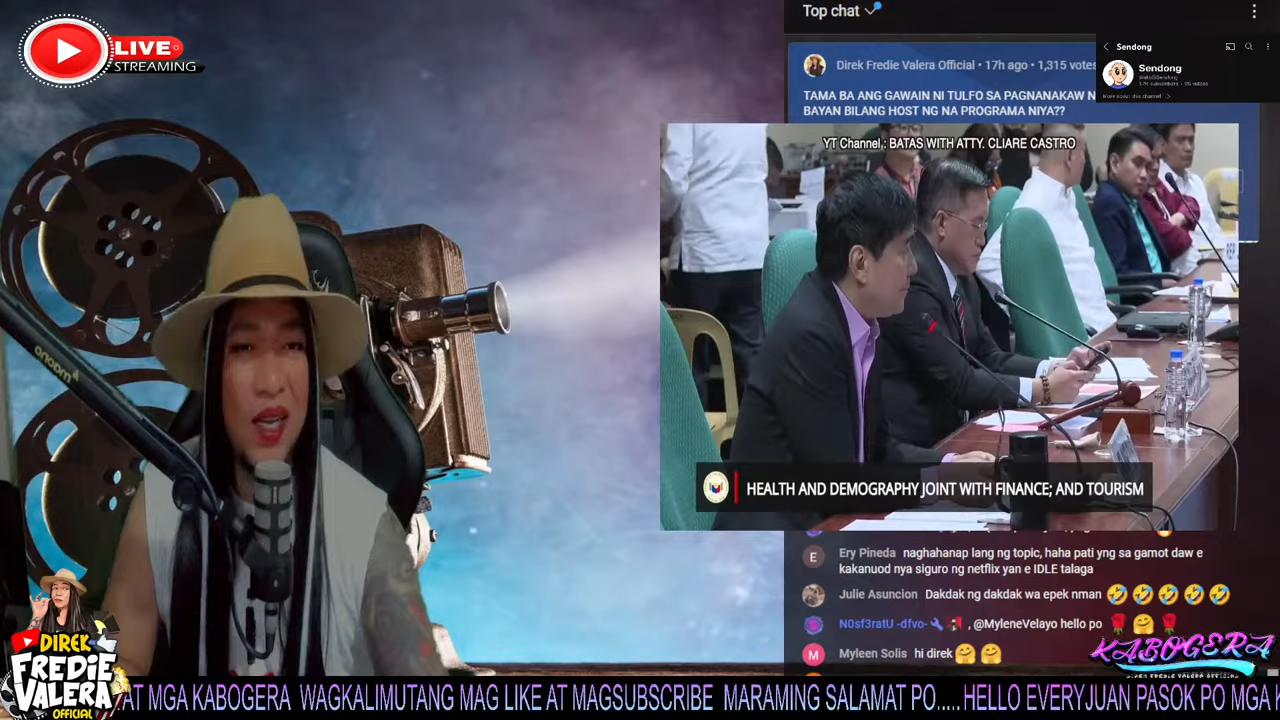 LIVE
STREAMING
Top chat
Direk Fredie Valera Official • 17h ago • 1,315 votes
TAMA BA ANG GAWAIN NI TULFO SA PAGNANAKAW N
BAYAN BILANG HOST NG NA PROGRAMA NIYA??
Sendong
Sendong
YT Channel : BATAS WITH ATTY. CLIARE CASTRO
maono
HEALTH AND DEMOGRAPHY JOINT WITH FINANCE; AND TOURISM
E Ery Pineda naghahanap lang ng topic, haha pati yng sa gamot daw e
kakanuod nya siguro ng netflix yan e IDLE talaga
Julie Asuncion Dakdak ng dakdak wa epek nman 🤣🤣🤣🤣🤣
N0sf3ratU -dfvo- , @MyleneVelayo hello po 🌹🤗🌹
M Myleen Solis hi direk 🤗🤗
DIREK
FREDIE
VALERA
OFFICIAL
KABOGERA
DIREK FREDIE VALERA OFFICIAL
AT MGA KABOGERA WAGKALIMUTANG MAG LIKE AT MAGSUBSCRIBE MARAMING SALAMAT PO..... HELLO EVERYJUAN PASOK PO MGA